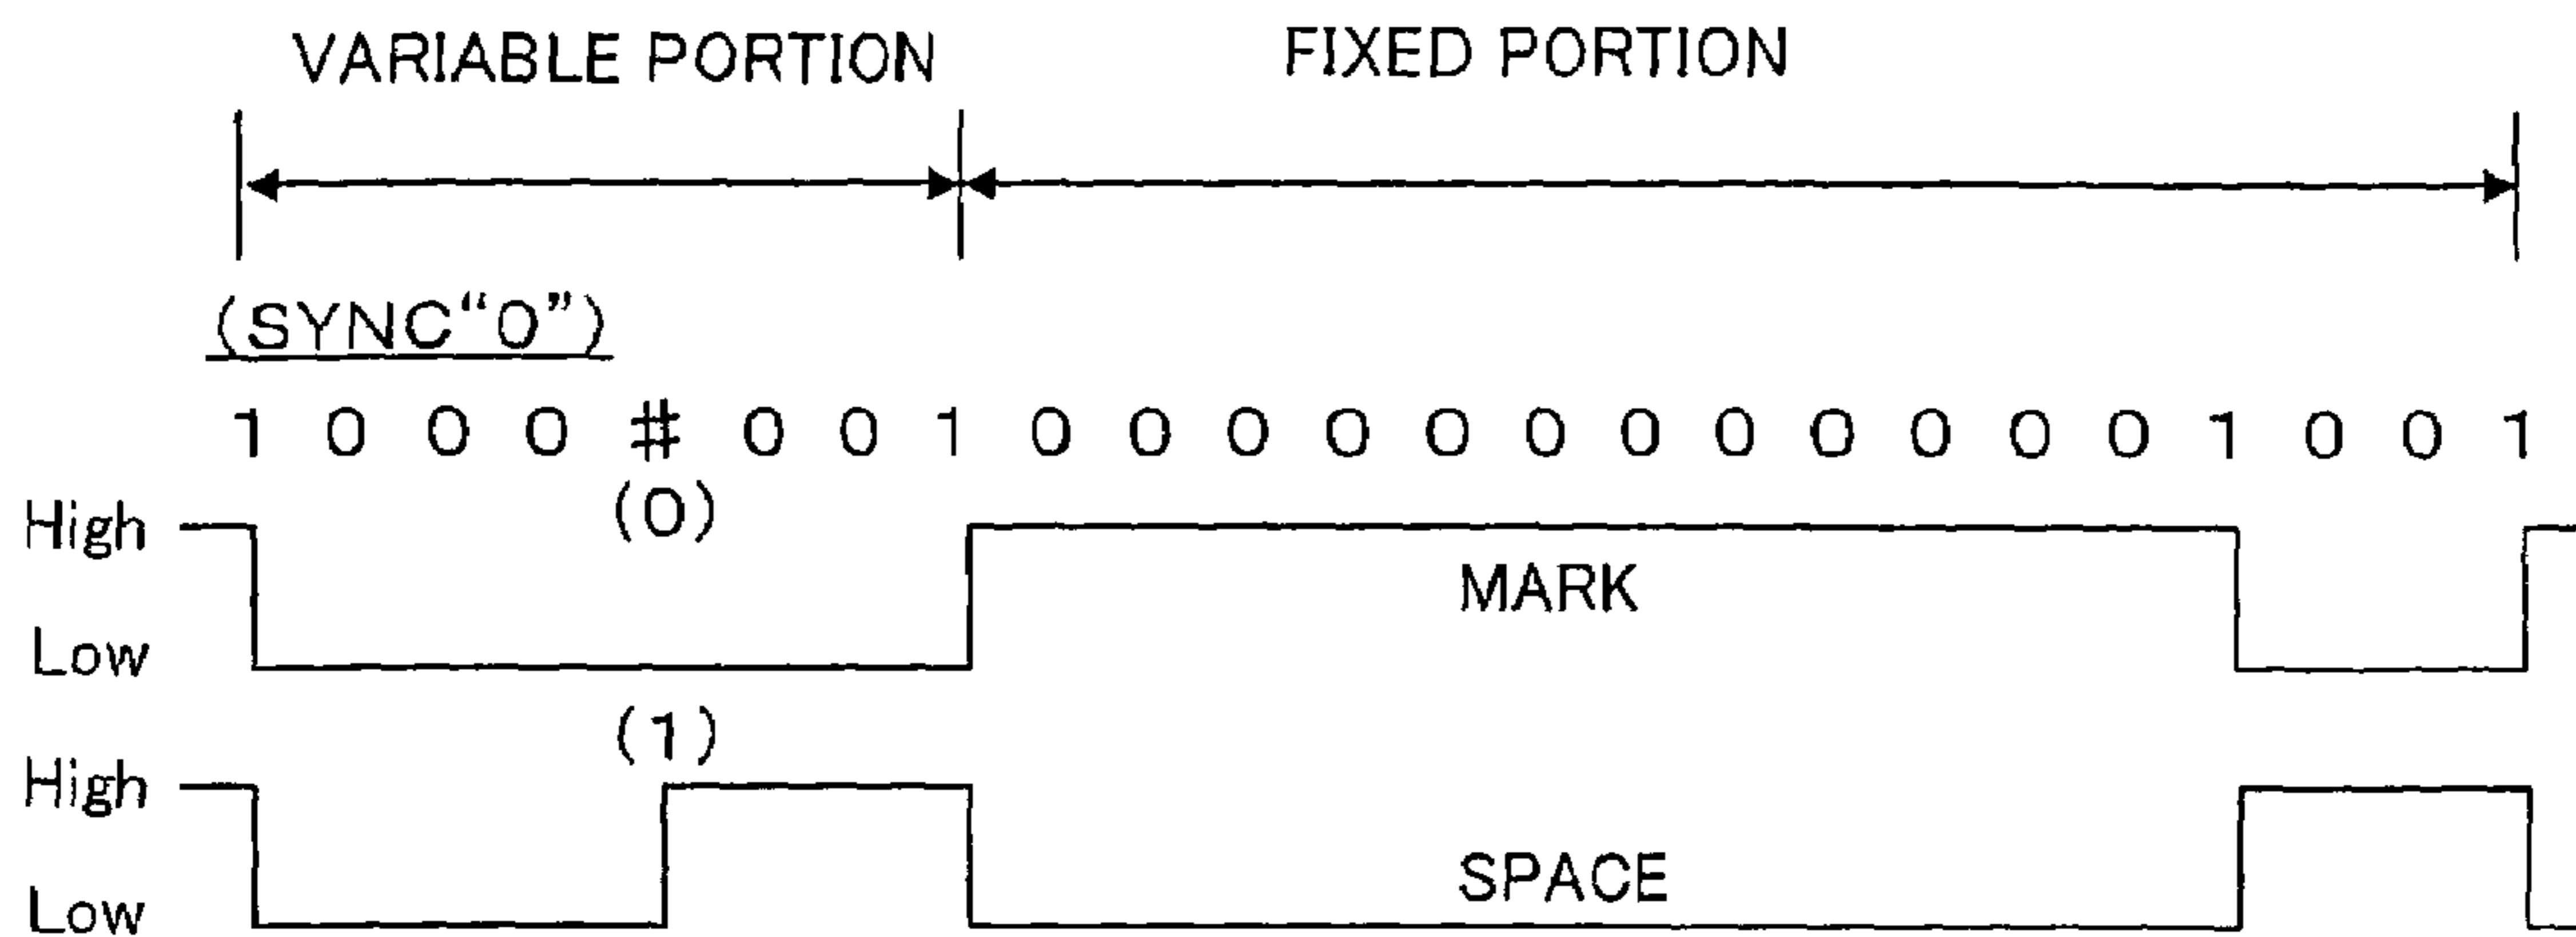 VARIABLE PORTION FIXED PORTION
(SYNC“0”)
1 0 0 0 # 0 0 1 0 0 0 0 0 0 0 0 0 0 0 0 1 0 0 1
(0)
High
MARK
Low
(1)
High
SPACE
Low